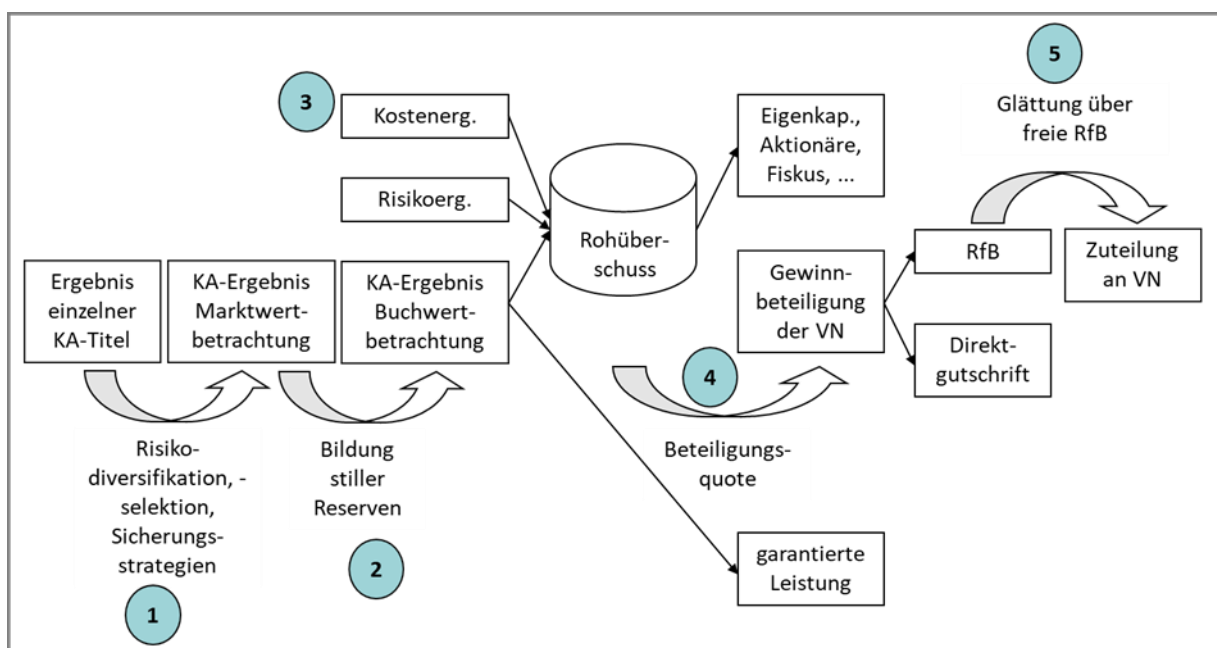 5
Glättung über
freie RfB
3
Kostenerg.
Eigenkap.,
Aktionäre,
Fiskus, ...
Risikoerg.
Rohüber-
schuss
Ergebnis
einzelner
KA-Titel
KA-Ergebnis
Marktwert-
betrachtung
KA-Ergebnis
Buchwert-
betrachtung
Gewinn-
beteiligung
der VN
RfB
Zuteilung
an VN
Direkt-
gutschrift
4
Beteiligungs-
quote
Risiko-
diversifikation, -
selektion,
Sicherungs-
strategien
1
Bildung
stiller
Reserven
2
garantierte
Leistung